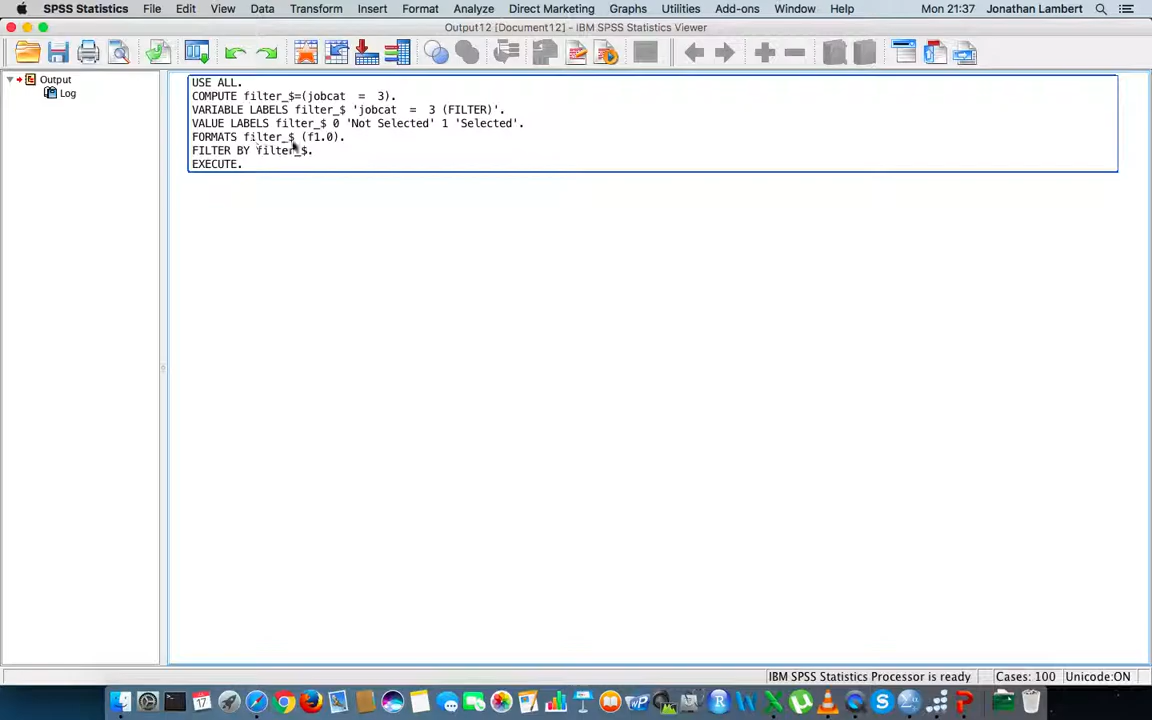 SPSS Statistics File Edit View Data Transform Insert Format Analyze Direct Marketing Graphs Utilities Add-ons Window Help Mon 21:37 Jonathan Lambert
Output12 [Document12] - IBM SPSS Statistics Viewer
Output
Log
USE ALL.
COMPUTE filter_$=(jobcat  =  3).
VARIABLE LABELS filter_$ 'jobcat  =  3 (FILTER)'.
VALUE LABELS filter_$ 0 'Not Selected' 1 'Selected'.
FORMATS filter_$ (f1.0).
FILTER BY filter_$.
EXECUTE.
IBM SPSS Statistics Processor is ready Cases: 100 Unicode:ON